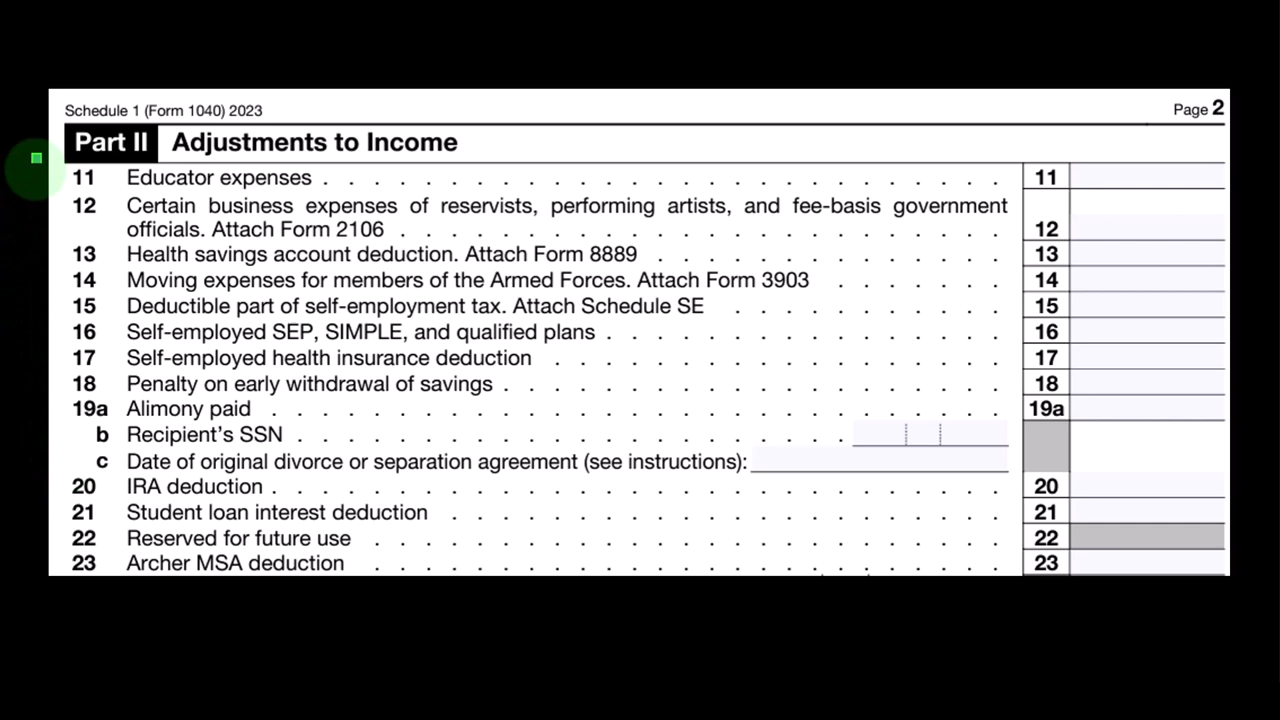 Schedule 1 (Form 1040) 2023 Page 2
Part II Adjustments to Income
11 Educator expenses . . . . . . . . . . . . . . . . . . . . . . . . . . . 11
12 Certain business expenses of reservists, performing artists, and fee-basis government
officials. Attach Form 2106 . . . . . . . . . . . . . . . . . . . . . . . . 12
13 Health savings account deduction. Attach Form 8889 . . . . . . . . . . . . . . 13
14 Moving expenses for members of the Armed Forces. Attach Form 3903 . . . . . . . 14
15 Deductible part of self-employment tax. Attach Schedule SE . . . . . . . . . . . 15
16 Self-employed SEP, SIMPLE, and qualified plans . . . . . . . . . . . . . . . . 16
17 Self-employed health insurance deduction . . . . . . . . . . . . . . . . . . 17
18 Penalty on early withdrawal of savings . . . . . . . . . . . . . . . . . . . . 18
19a Alimony paid . . . . . . . . . . . . . . . . . . . . . . . . . . . . . 19a
b Recipient's SSN . . . . . . . . . . . . . . . . . . . . . .
c Date of original divorce or separation agreement (see instructions):
20 IRA deduction . . . . . . . . . . . . . . . . . . . . . . . . . . . . . 20
21 Student loan interest deduction . . . . . . . . . . . . . . . . . . . . . . 21
22 Reserved for future use . . . . . . . . . . . . . . . . . . . . . . . . . 22
23 Archer MSA deduction . . . . . . . . . . . . . . . . . . . . . . . . . 23